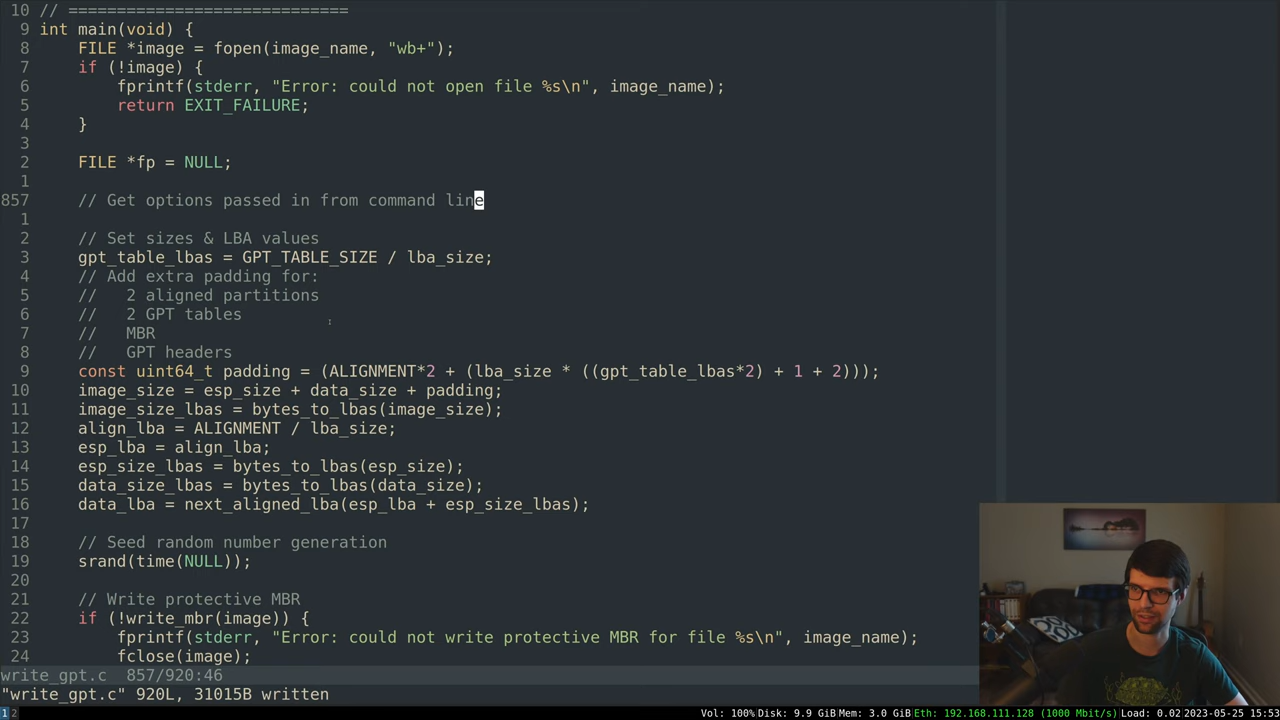 10 // =============================
9 int main(void) {
8 FILE *image = fopen(image_name, "wb+");
7 if (!image) {
6 fprintf(stderr, "Error: could not open file %s\n", image_name);
5 return EXIT_FAILURE;
4 }
3
2 FILE *fp = NULL;
1
857 // Get options passed in from command line
1
2 // Set sizes & LBA values
3 gpt_table_lbas = GPT_TABLE_SIZE / lba_size;
4 // Add extra padding for:
5 // 2 aligned partitions
6 // 2 GPT tables
7 // MBR
8 // GPT headers
9 const uint64_t padding = (ALIGNMENT*2 + (lba_size * ((gpt_table_lbas*2) + 1 + 2)));
10 image_size = esp_size + data_size + padding;
11 image_size_lbas = bytes_to_lbas(image_size);
12 align_lba = ALIGNMENT / lba_size;
13 esp_lba = align_lba;
14 esp_size_lbas = bytes_to_lbas(esp_size);
15 data_size_lbas = bytes_to_lbas(data_size);
16 data_lba = next_aligned_lba(esp_lba + esp_size_lbas);
17
18 // Seed random number generation
19 srand(time(NULL));
20
21 // Write protective MBR
22 if (!write_mbr(image)) {
23 fprintf(stderr, "Error: could not write protective MBR for file %s\n", image_name);
24 fclose(image);
write_gpt.c 857/920:46
"write_gpt.c" 920L, 31015B written
1 2 Vol: 100% Disk: 9.9 GiB Mem: 3.0 GiB Eth: 192.168.111.128 (1000 Mbit/s) Load: 0.02 2023-05-25 15:53